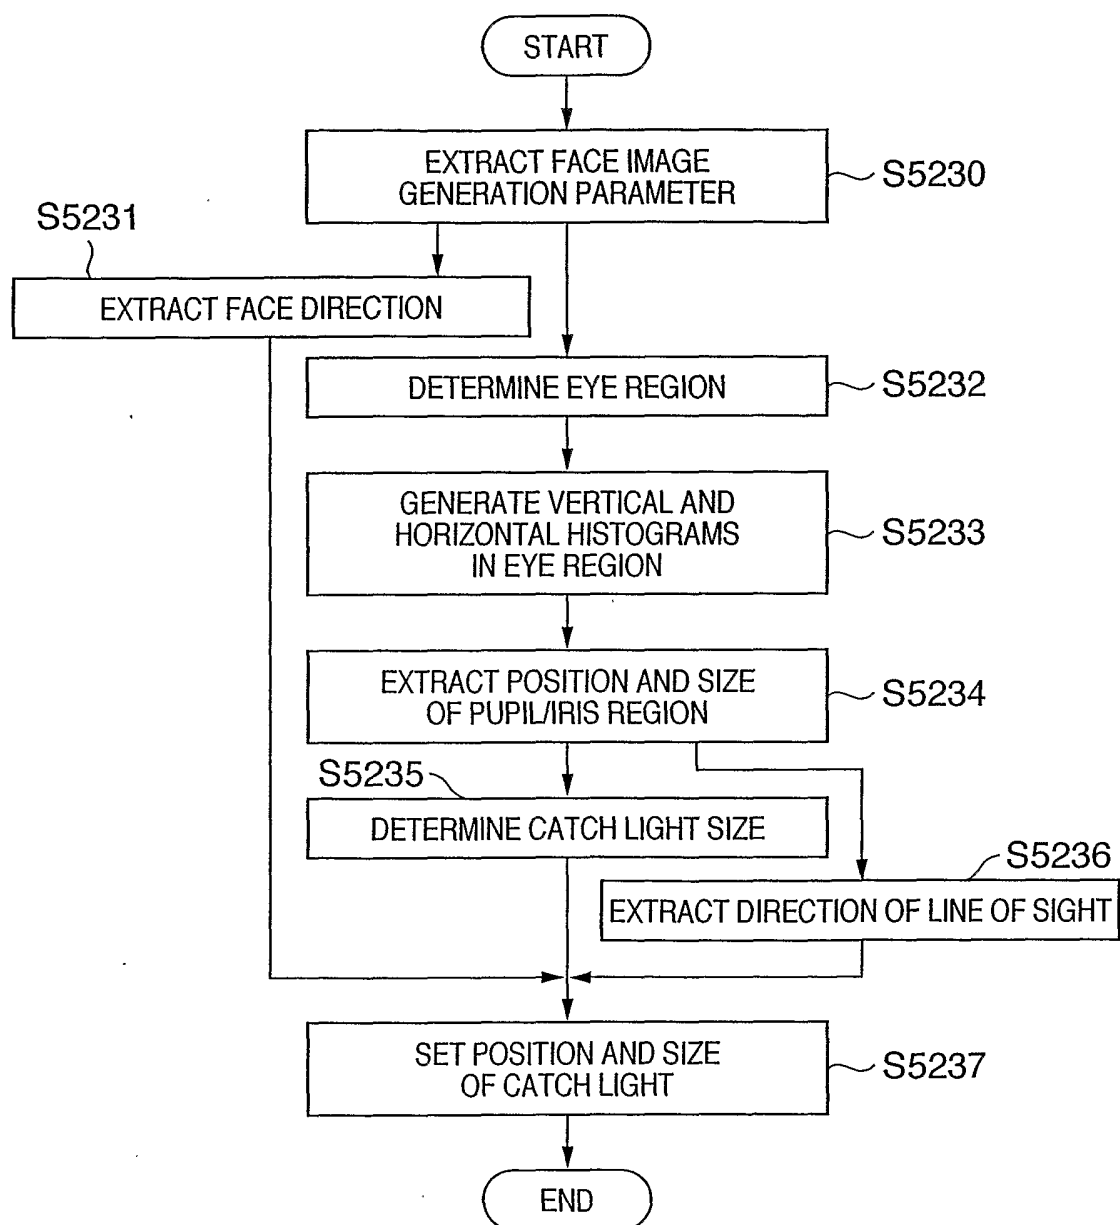 START
EXTRACT FACE IMAGE
GENERATION PARAMETER
S5230
S5231
EXTRACT FACE DIRECTION
DETERMINE EYE REGION
S5232
GENERATE VERTICAL AND
HORIZONTAL HISTOGRAMS
IN EYE REGION
S5233
EXTRACT POSITION AND SIZE
OF PUPIL/IRIS REGION
S5234
S5235
DETERMINE CATCH LIGHT SIZE
S5236
EXTRACT DIRECTION OF LINE OF SIGHT
SET POSITION AND SIZE
OF CATCH LIGHT
S5237
END